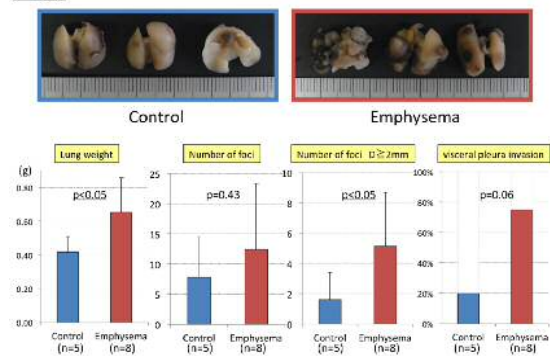 Control
Emphysema
Lung weight
Number of foci
Number of foci D≧2mm
visceral pleura invasion
(g)
p<0.05
p=0.43
p<0.05
p=0.06
0.80
0.60
0.40
0.20
0.00
25
20
15
10
5
0
10
8
6
4
2
0
100%
80%
60%
40%
20%
0%
Control
(n=5)
Emphysema
(n=8)
Control
(n=5)
Emphysema
(n=8)
Control
(n=5)
Emphysema
(n=8)
Control
(n=5)
Emphysema
(n=8)